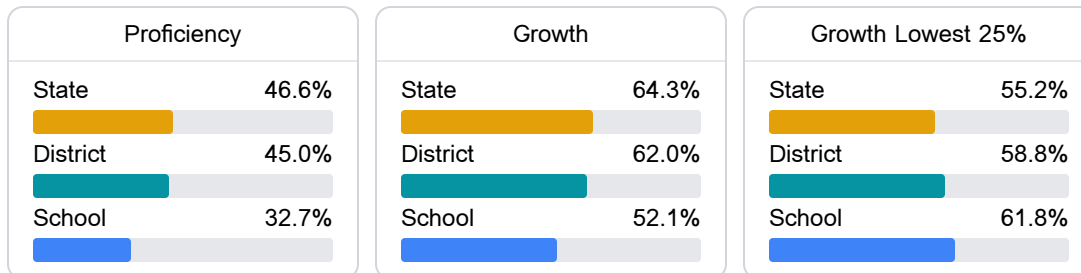 Proficiency
State 46.6%
District 45.0%
School 32.7%
Growth
State 64.3%
District 62.0%
School 52.1%
Growth Lowest 25%
State 55.2%
District 58.8%
School 61.8%